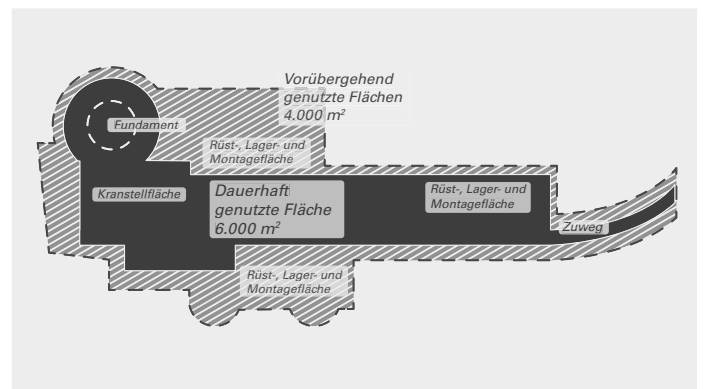 Vorübergehend
genutzte Flächen
4.000 m²
Fundament
Rüst-, Lager- und
Montagefläche
Kranstellfläche
Dauerhaft
genutzte Fläche
6.000 m²
Rüst-, Lager- und
Montagefläche
Zuweg
Rüst-, Lager- und
Montagefläche